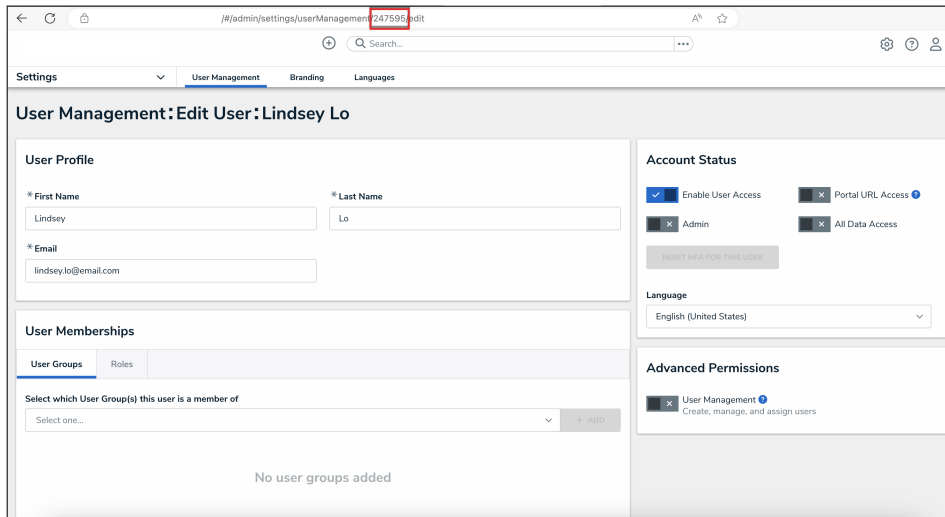 /#/admin/settings/userManagement/247595/edit
Search...
Settings
User Management
Branding
Languages
User Management: Edit User: Lindsey Lo
User Profile
* First Name
* Last Name
Lindsey
Lo
* Email
lindsey.lo@email.com
User Memberships
User Groups
Roles
Select which User Group(s) this user is a member of
Select one...
+ ADD
No user groups added
Account Status
Enable User Access
Portal URL Access
Admin
All Data Access
RESET MFA FOR THIS USER
Language
English (United States)
Advanced Permissions
User Management
Create, manage, and assign users